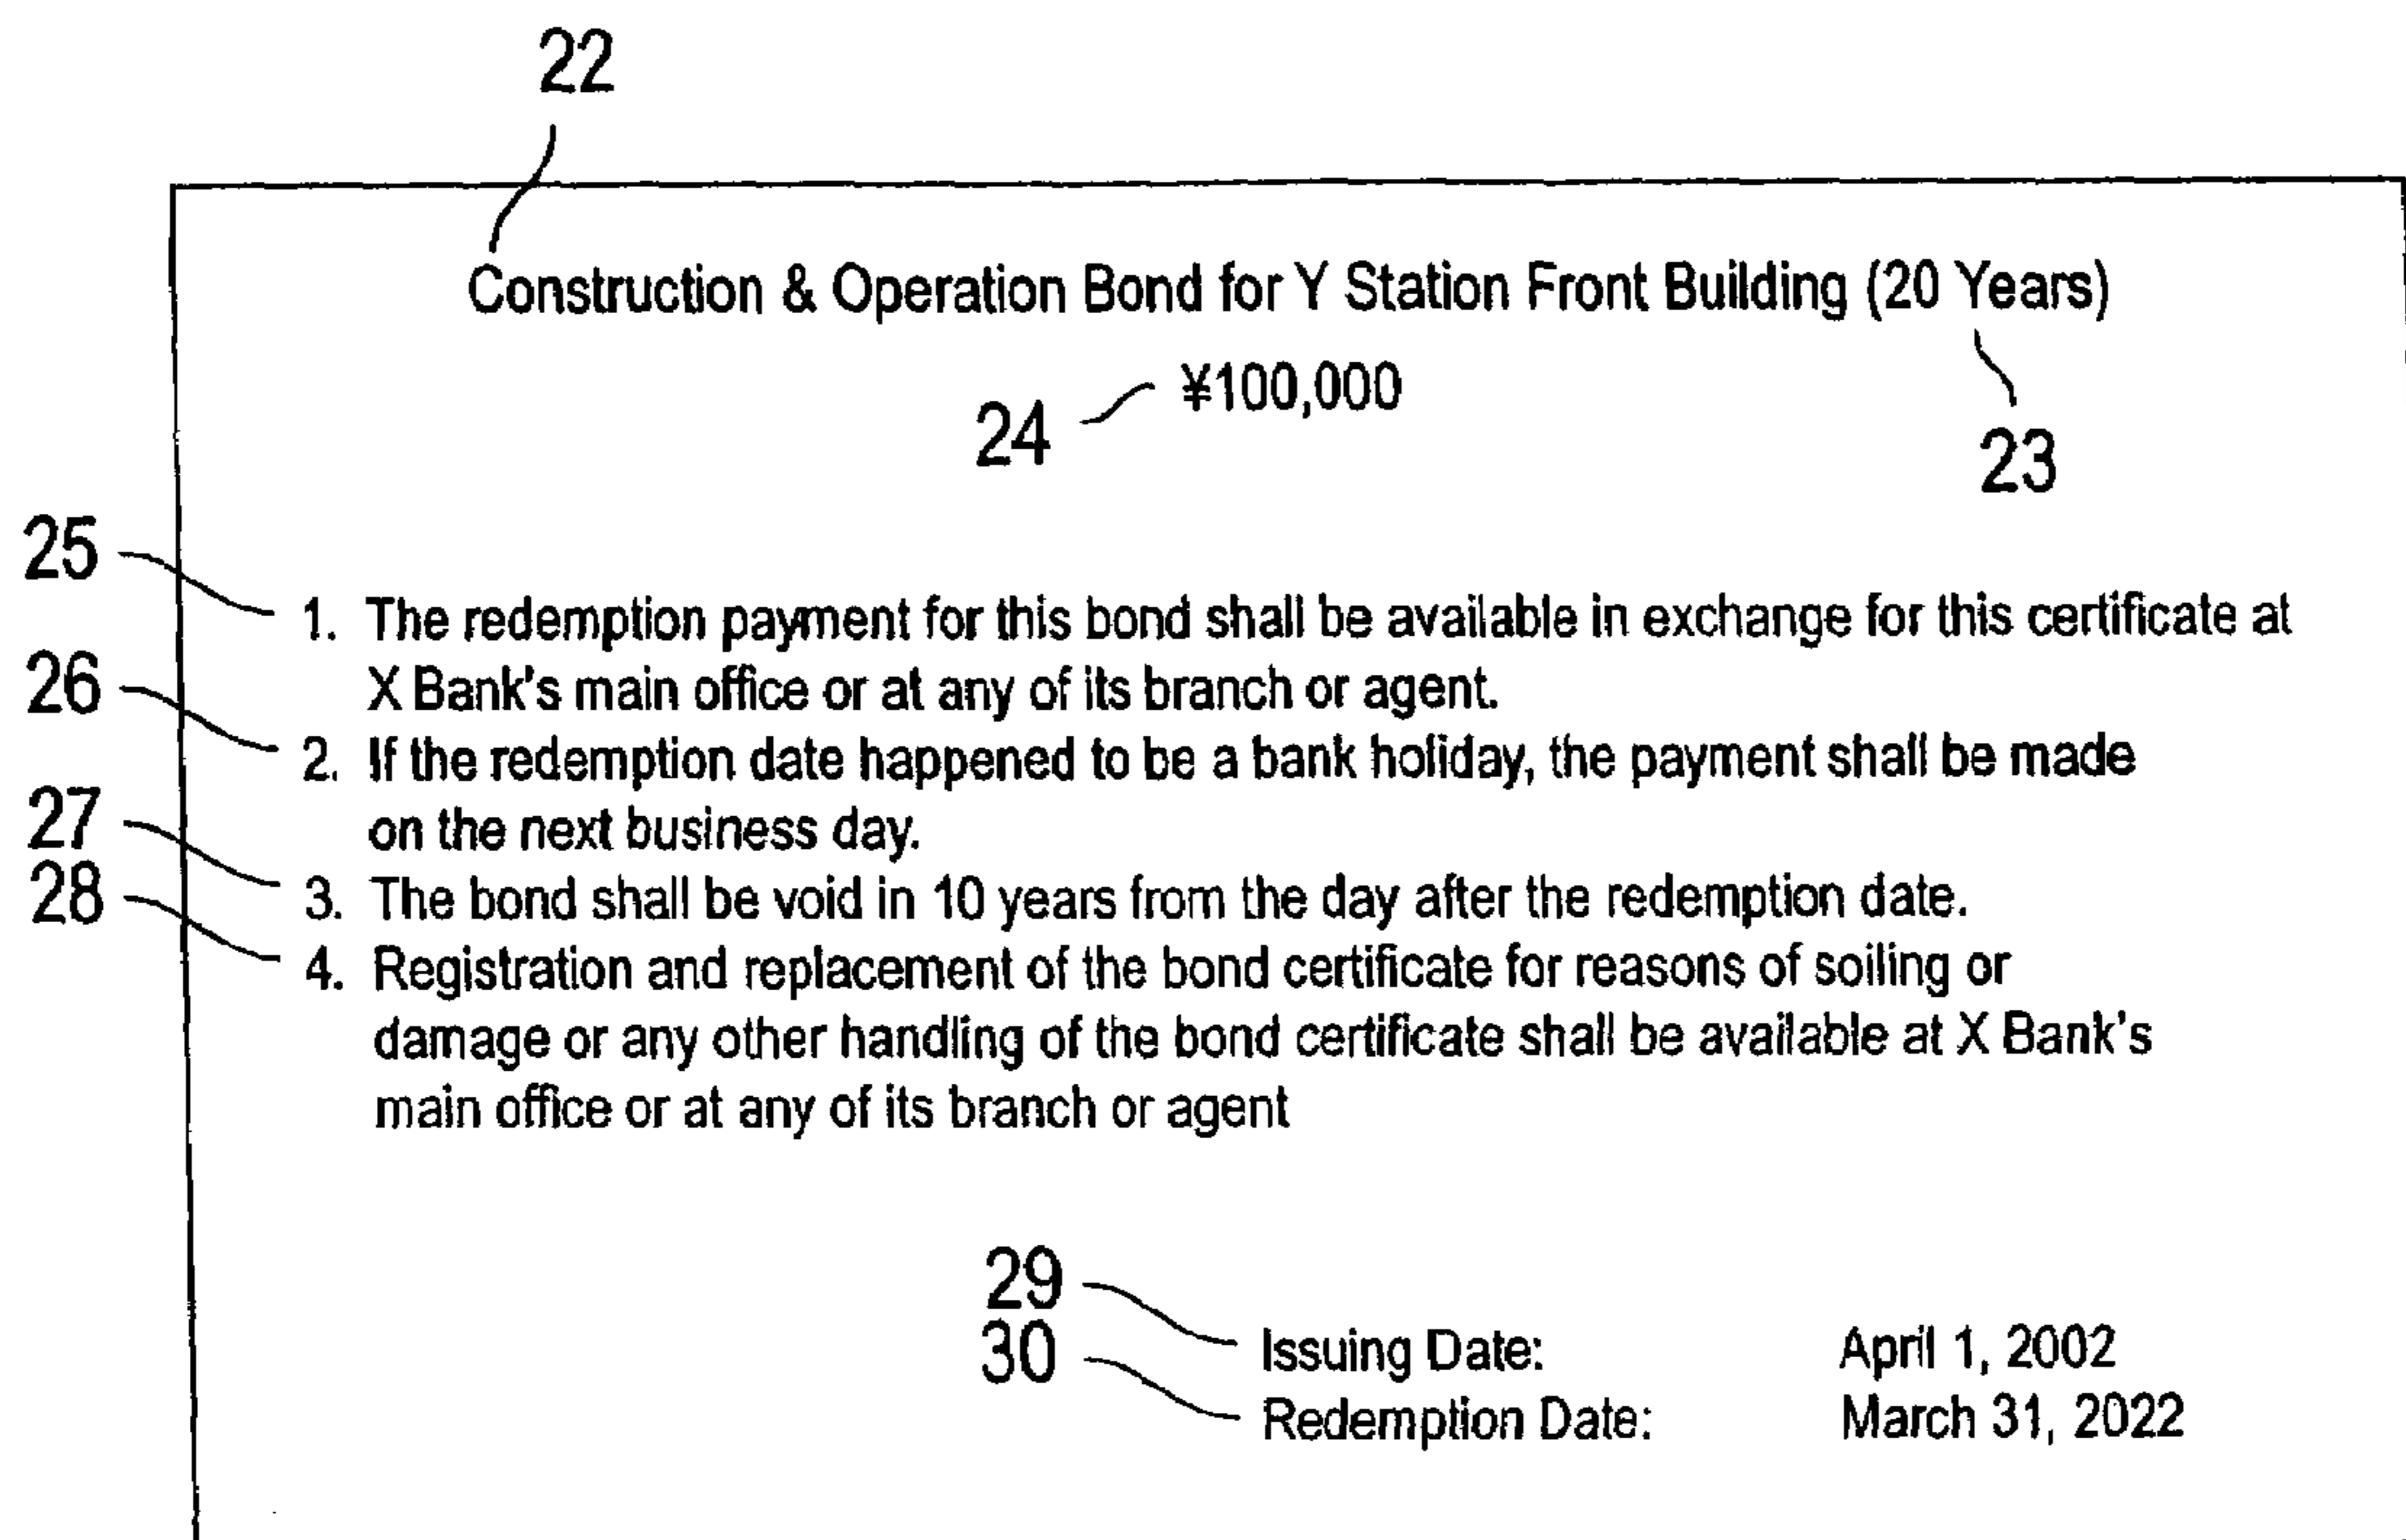 22
Construction & Operation Bond for Y Station Front Building (20 Years)
24 ¥100,000
23
25
1. The redemption payment for this bond shall be available in exchange for this certificate at
26 X Bank's main office or at any of its branch or agent.
2. If the redemption date happened to be a bank holiday, the payment shall be made
27 on the next business day.
28 3. The bond shall be void in 10 years from the day after the redemption date.
4. Registration and replacement of the bond certificate for reasons of soiling or
damage or any other handling of the bond certificate shall be available at X Bank's
main office or at any of its branch or agent
29
Issuing Date: April 1, 2002
30
Redemption Date: March 31, 2022